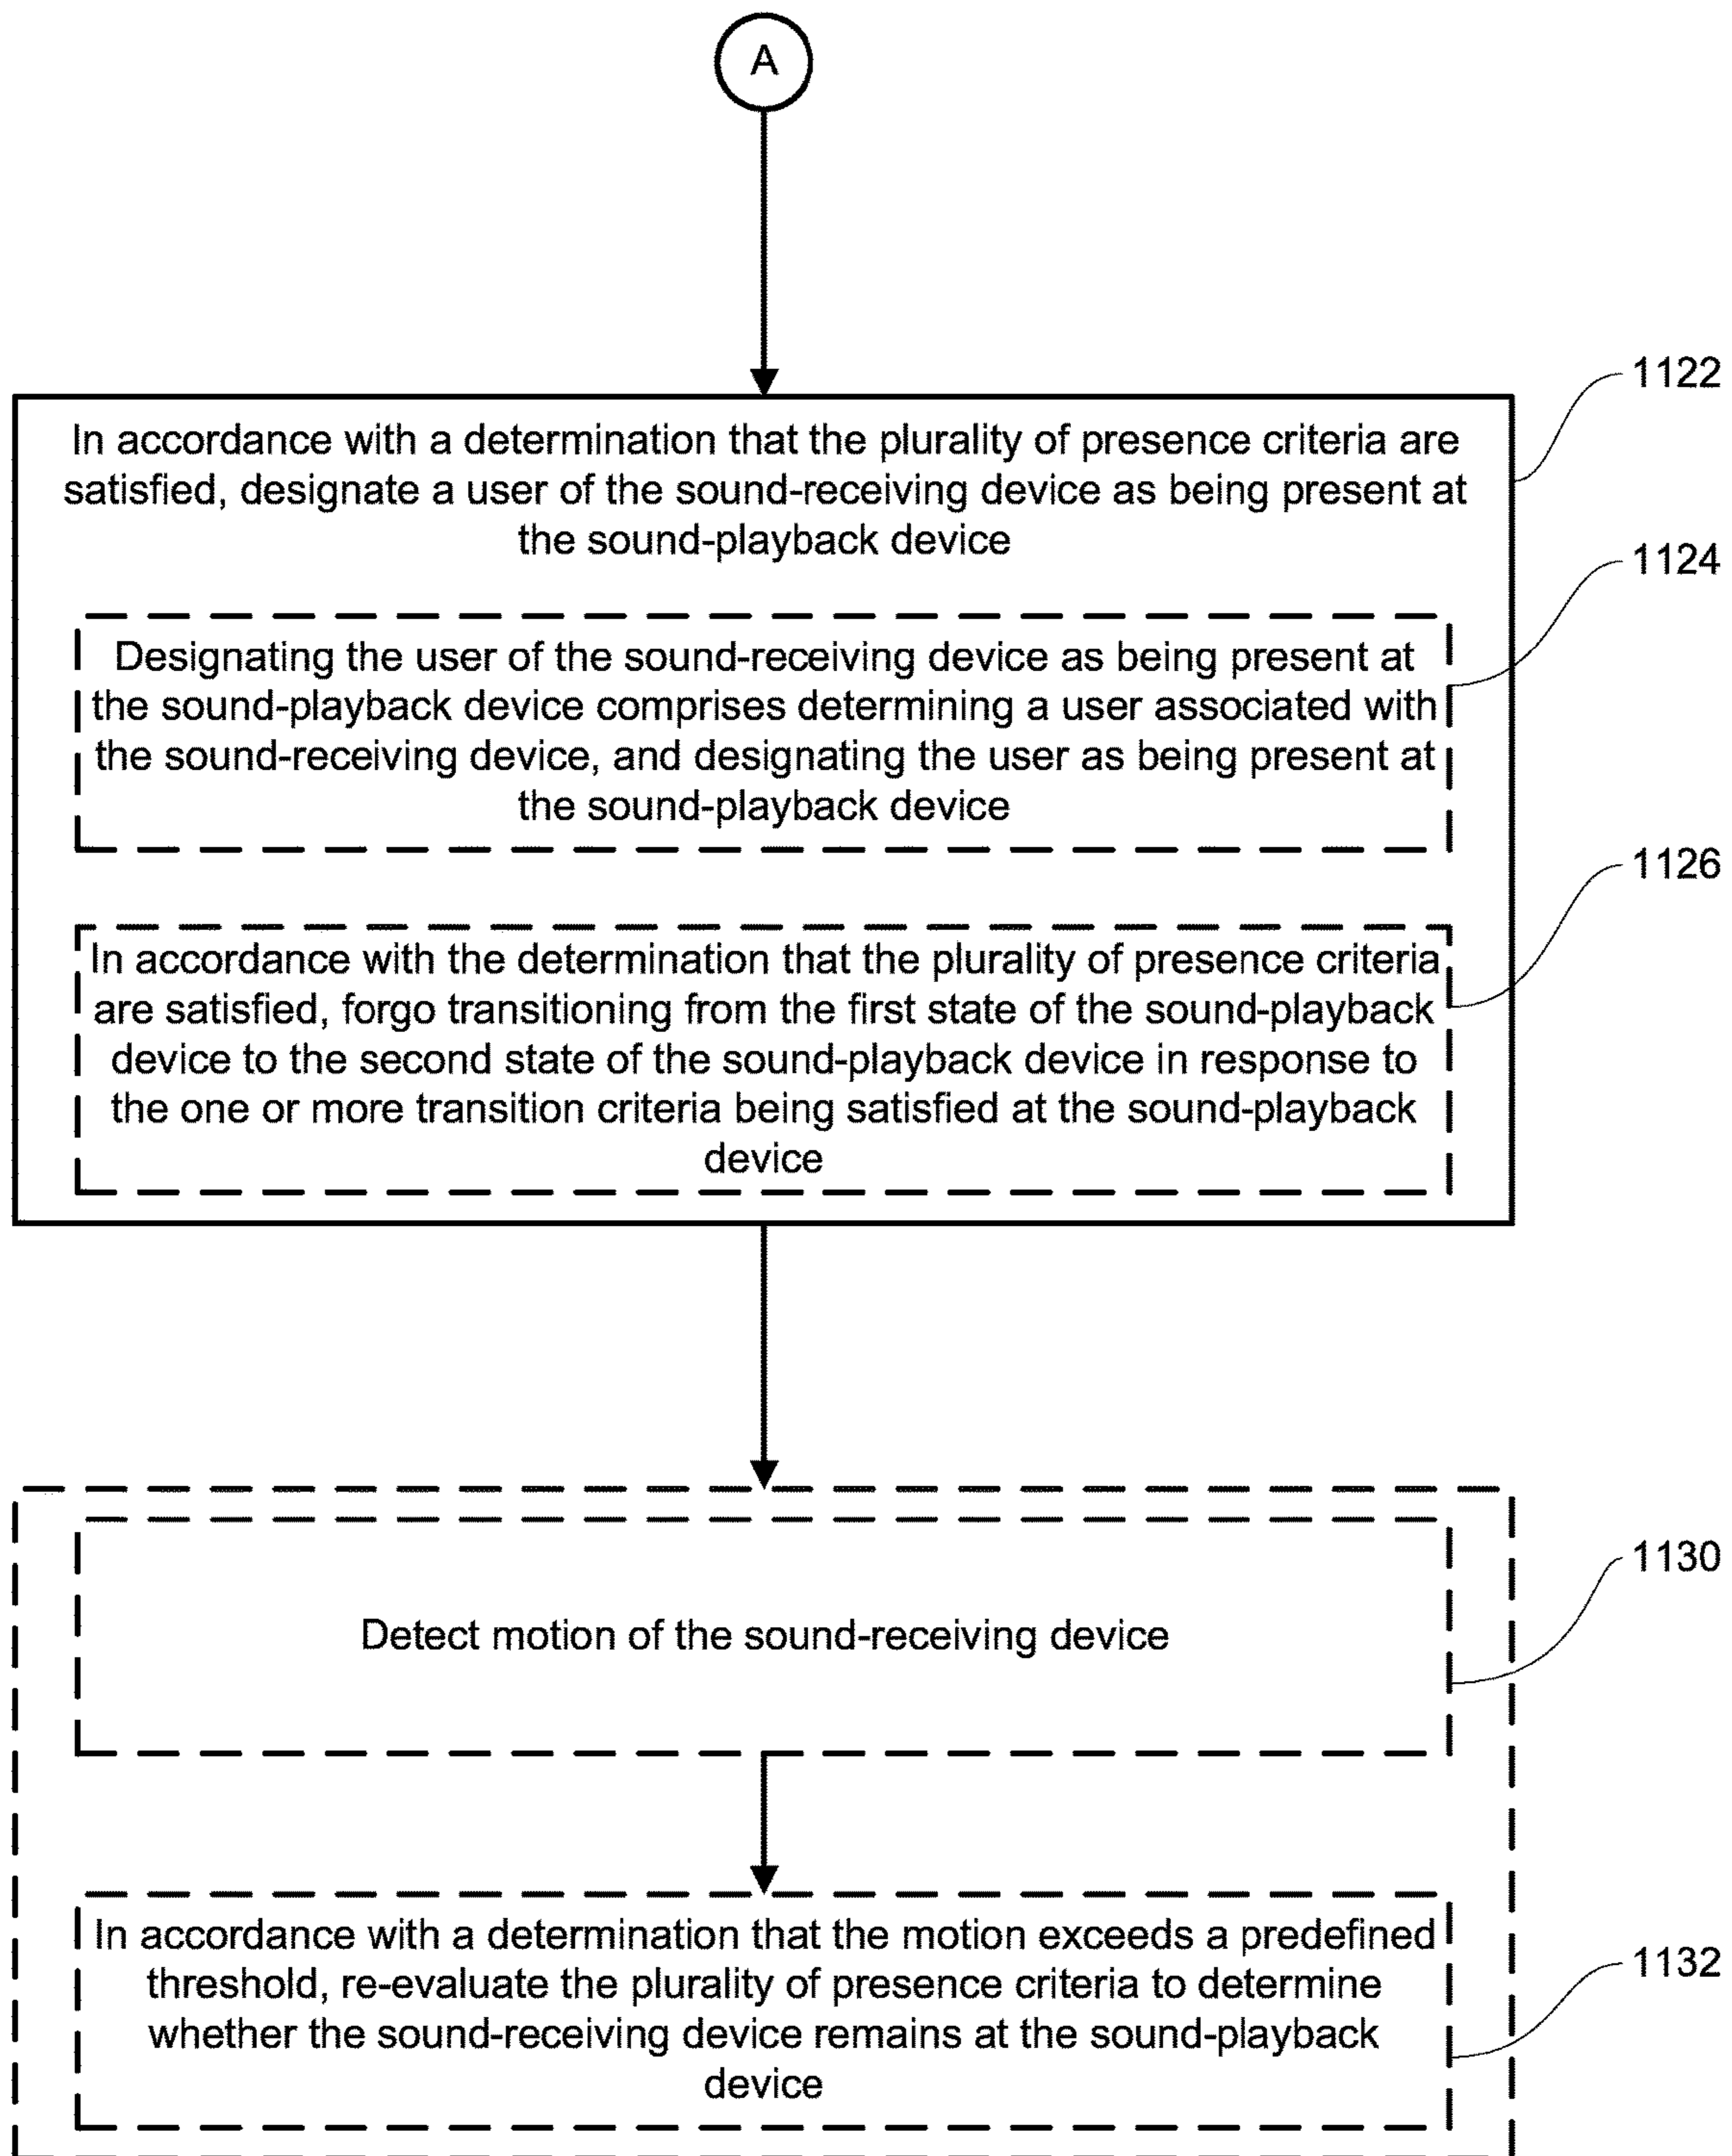 A
1122
In accordance with a determination that the plurality of presence criteria are
satisfied, designate a user of the sound-receiving device as being present at
the sound-playback device
1124
Designating the user of the sound-receiving device as being present at
the sound-playback device comprises determining a user associated with
the sound-receiving device, and designating the user as being present at
the sound-playback device
1126
In accordance with the determination that the plurality of presence criteria
are satisfied, forgo transitioning from the first state of the sound-playback
device to the second state of the sound-playback device in response to
the one or more transition criteria being satisfied at the sound-playback
device
1130
Detect motion of the sound-receiving device
In accordance with a determination that the motion exceeds a predefined
threshold, re-evaluate the plurality of presence criteria to determine
1132
whether the sound-receiving device remains at the sound-playback
device